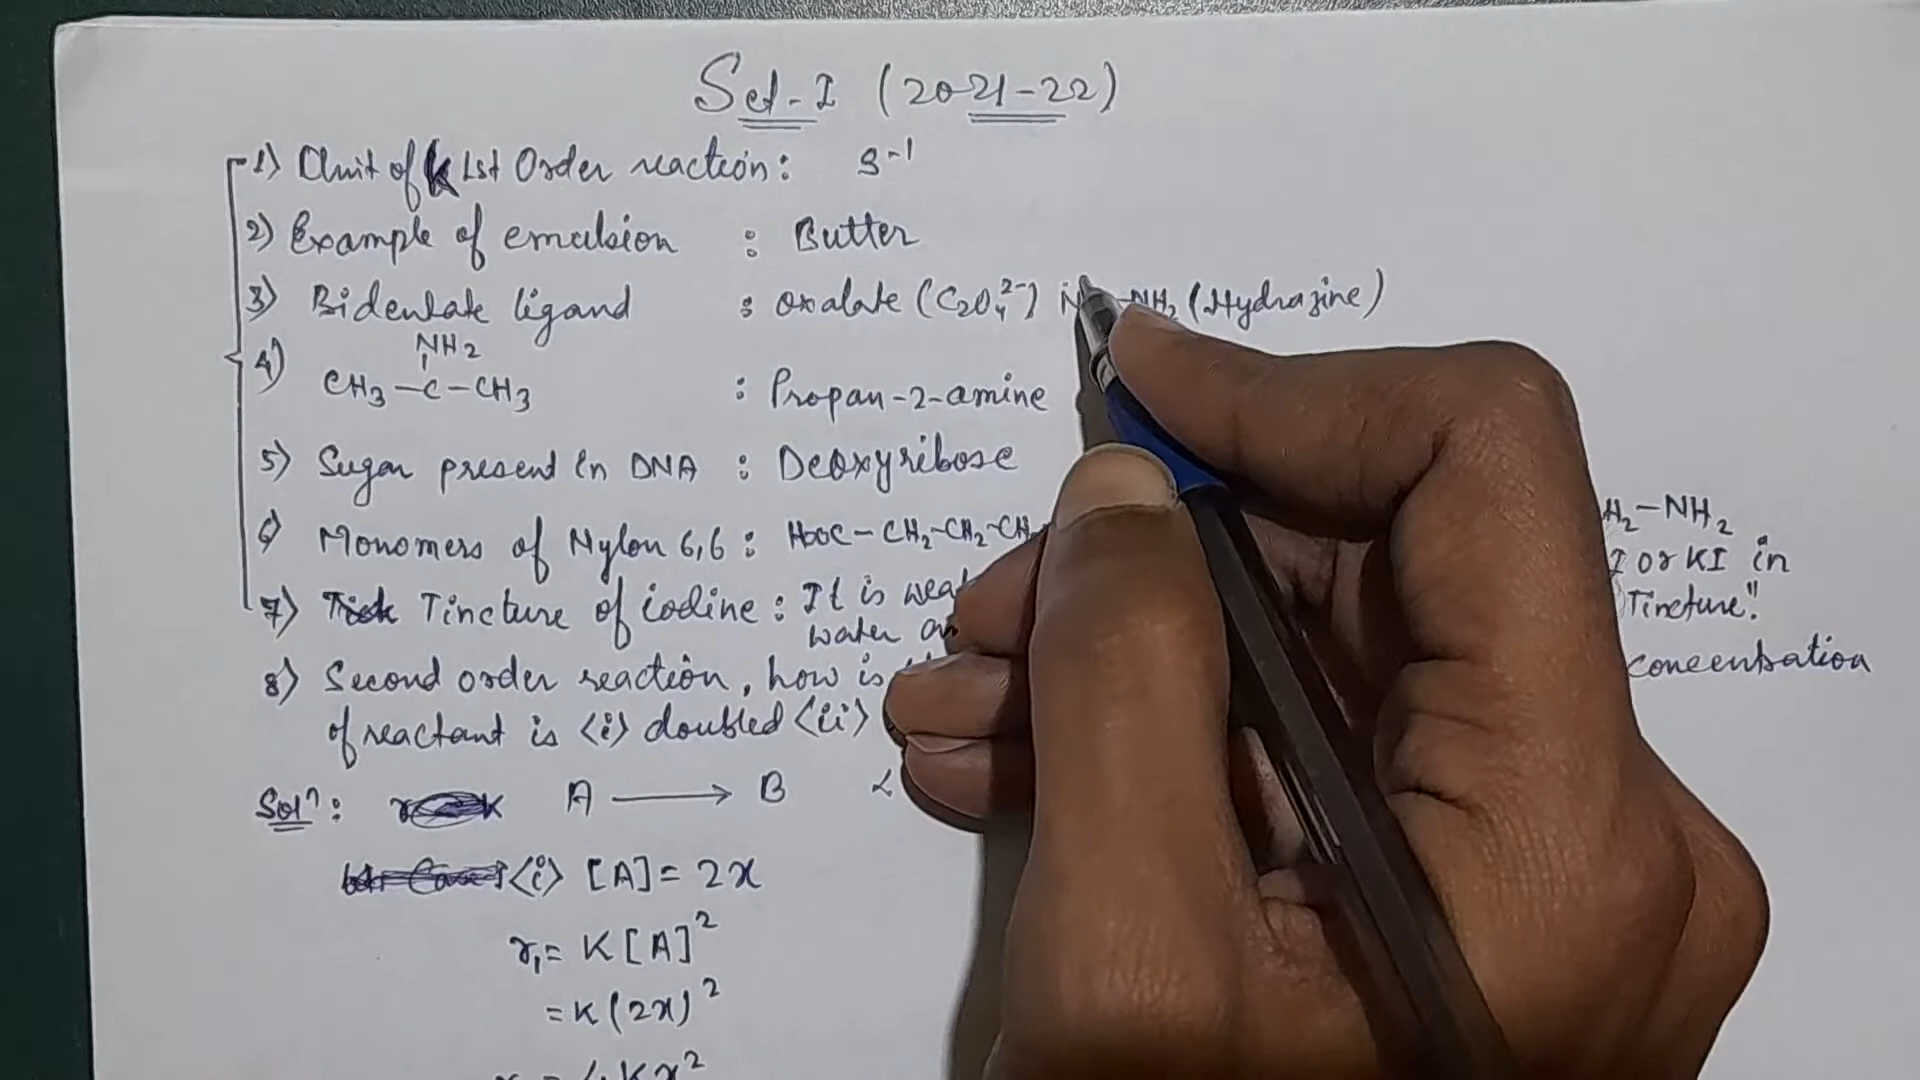 Set-I (2021-22)
1) Unit of k 1st Order reaction: S⁻¹
2) Example of emulsion : Butter
3) Bidentate ligand : oxalate (C₂O₄²⁻) NH₂ (Hydrazine)
NH₂
4) CH₃-C-CH₃ : Propan-2-amine
5) Sugar present in DNA : Deoxyribose
6) Monomers of Nylon 6,6 : HOOC-CH₂-CH₂-CH H₂-NH₂
7) Tincture of iodine : It is I or KI in
water Tincture".
8) Second order reaction, how is concentration
of reactant is <i> doubled <ii>
Solⁿ: A ⟶ B
<i> [A] = 2x
r₁ = K[A]²
= K(2x)²
= 4Kx²